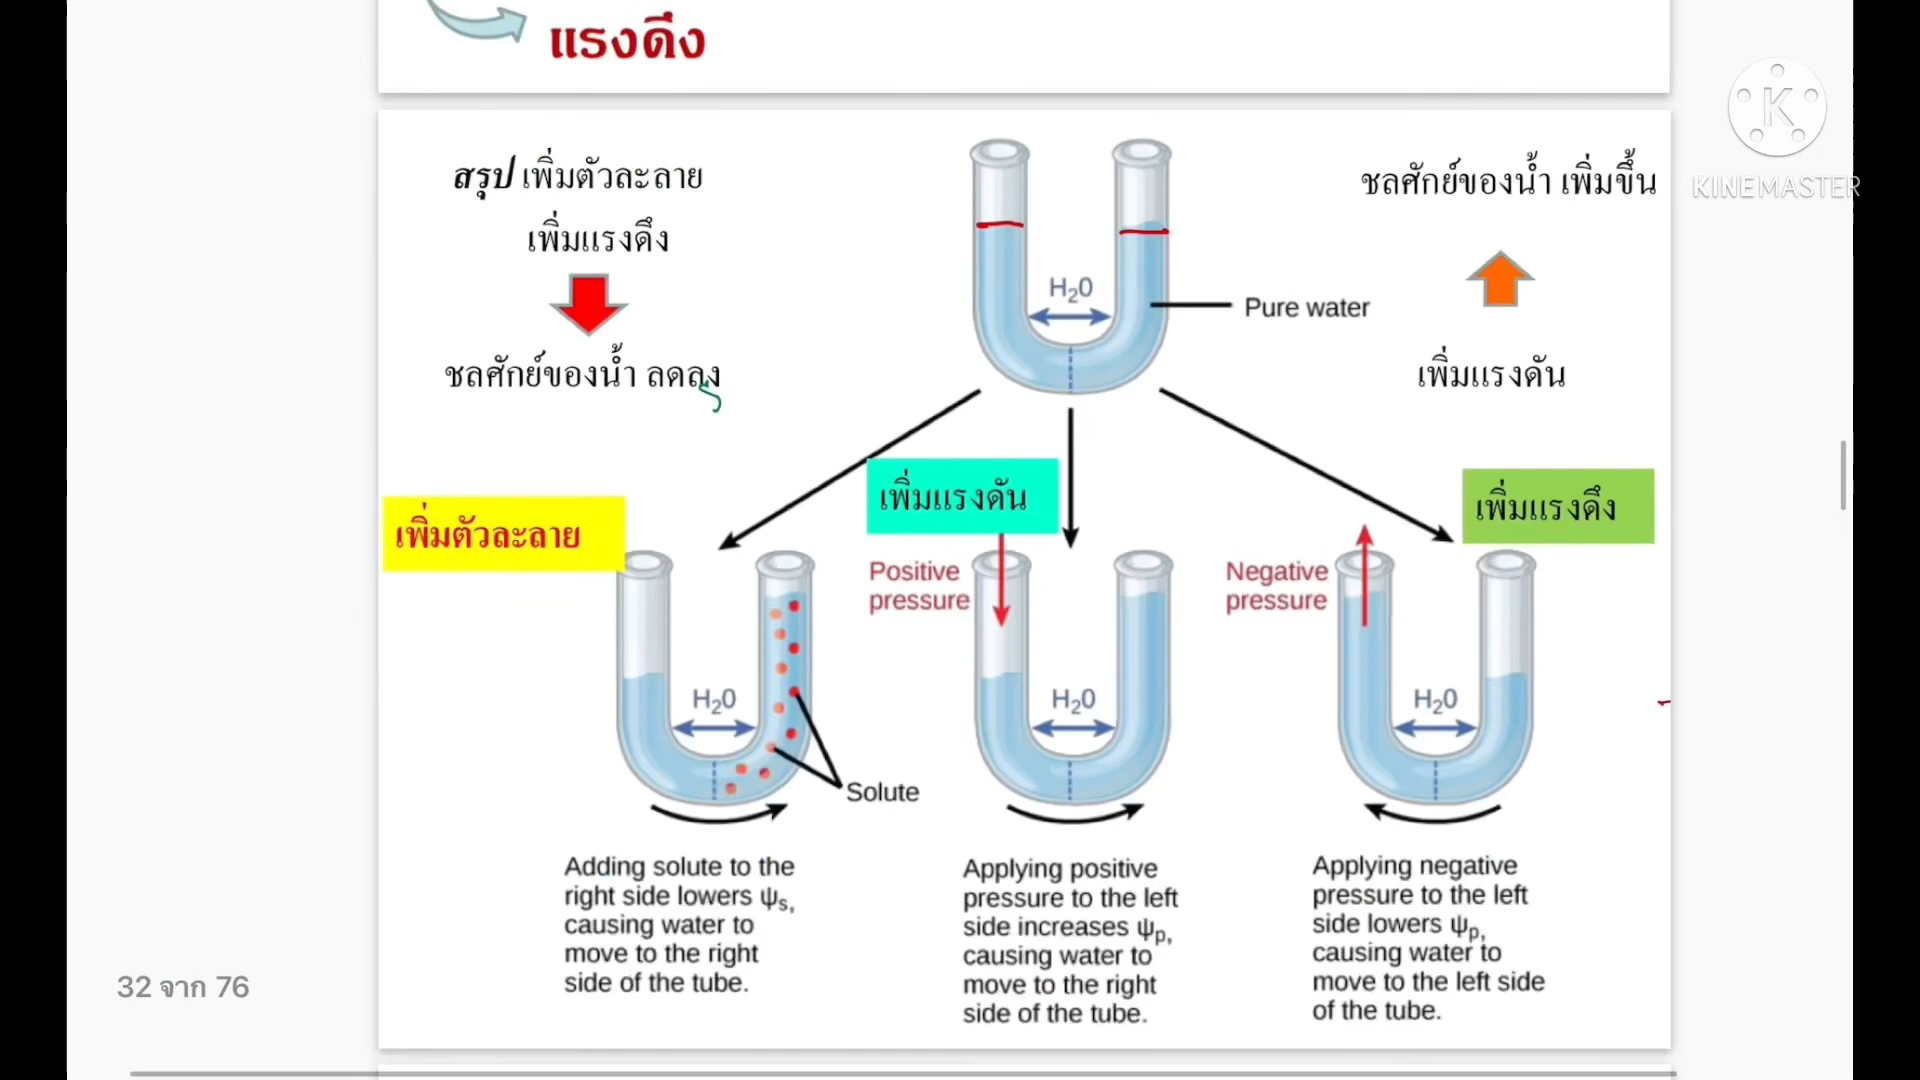 แรงดึง
สรุป เพิ่มตัวละลาย
เพิ่มแรงดึง
ชลศักย์ของน้ำ ลดลง
H₂0
Pure water
ชลศักย์ของน้ำ เพิ่มขึ้น
เพิ่มแรงดัน
KINEMASTER
เพิ่มตัวละลาย
เพิ่มแรงดัน
เพิ่มแรงดึง
Positive
pressure
Negative
pressure
H₂0
H₂0
H₂0
Solute
Adding solute to the
right side lowers ψs,
causing water to
move to the right
side of the tube.
Applying positive
pressure to the left
side increases ψp,
causing water to
move to the right
side of the tube.
Applying negative
pressure to the left
side lowers ψp,
causing water to
move to the left side
of the tube.
32 จาก 76